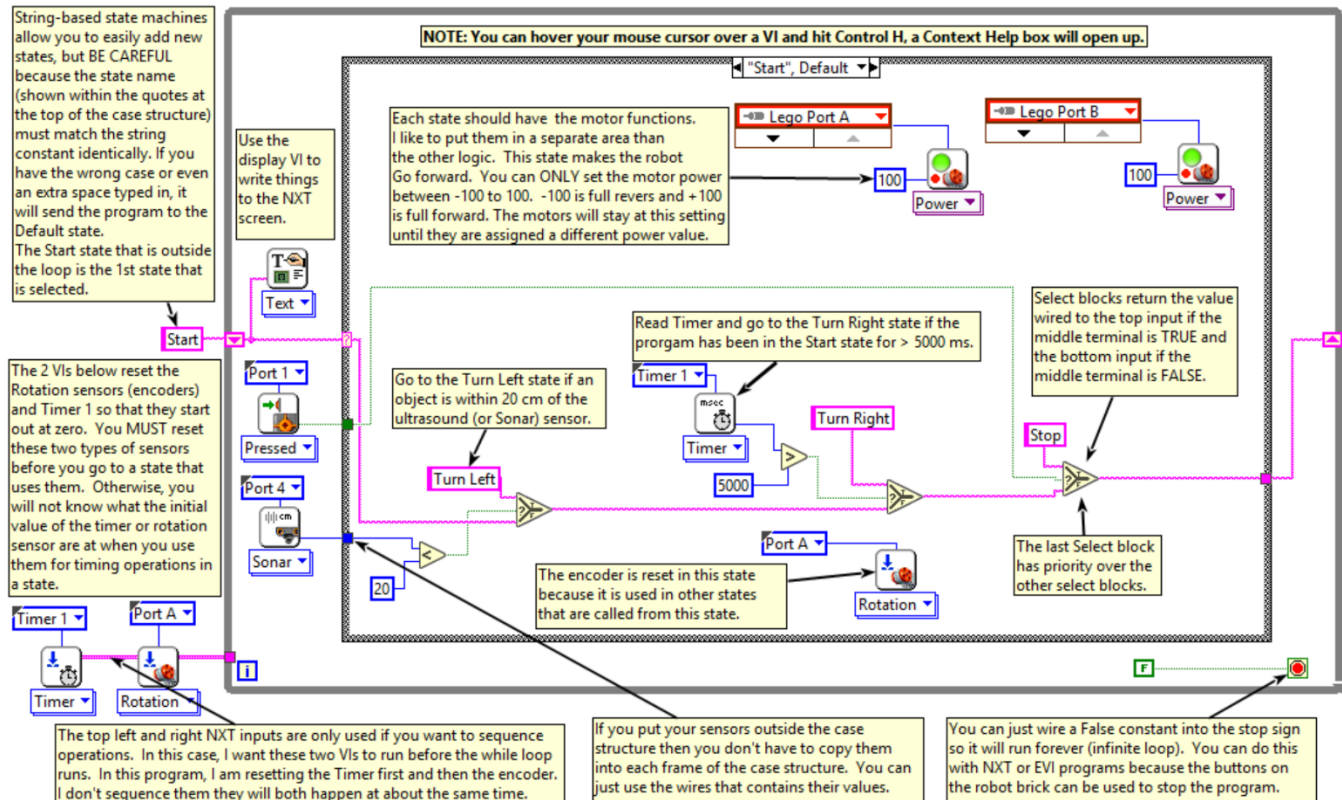 String-based state machines
allow you to easily add new
states, but BE CAREFUL
because the state name
(shown within the quotes at
the top of the case structure)
must match the string
constant identically. If you
have the wrong case or even
an extra space typed in, it
will send the program to the
Default state.
The Start state that is outside
the loop is the 1st state that
is selected.
NOTE: You can hover your mouse cursor over a VI and hit Control H, a Context Help box will open up.
"Start", Default
Use the
display VI to
write things
to the NXT
screen.
Each state should have the motor functions.
I like to put them in a separate area than
the other logic. This state makes the robot
Go forward. You can ONLY set the motor power
between -100 to 100. -100 is full revers and +100
is full forward. The motors will stay at this setting
until they are assigned a different power value.
Lego Port A
100
Power
Lego Port B
100
Power
T
Text
Start
?
The 2 VIs below reset the
Rotation sensors (encoders)
and Timer 1 so that they start
out at zero. You MUST reset
these two types of sensors
before you go to a state that
uses them. Otherwise, you
will not know what the initial
value of the timer or rotation
sensor are at when you use
them for timing operations in
a state.
Port 1
Pressed
Port 4
cm
Sonar
Go to the Turn Left state if an
object is within 20 cm of the
ultrasound (or Sonar) sensor.
Turn Left
?
T
F
<
20
Read Timer and go to the Turn Right state if the
prorgam has been in the Start state for > 5000 ms.
Timer 1
msec
Timer
>
5000
Turn Right
?
T
F
Select blocks return the value
wired to the top input if the
middle terminal is TRUE and
the bottom input if the
middle terminal is FALSE.
Stop
?
T
F
The last Select block
has priority over the
other select blocks.
The encoder is reset in this state
because it is used in other states
that are called from this state.
Port A
Rotation
Timer 1
Timer
Port A
Rotation
i
F
The top left and right NXT inputs are only used if you want to sequence
operations. In this case, I want these two VIs to run before the while loop
runs. In this program, I am resetting the Timer first and then the encoder.
I don't sequence them they will both happen at about the same time.
If you put your sensors outside the case
structure then you don't have to copy them
into each frame of the case structure. You can
just use the wires that contains their values.
You can just wire a False constant into the stop sign
so it will run forever (infinite loop). You can do this
with NXT or EVI programs because the buttons on
the robot brick can be used to stop the program.